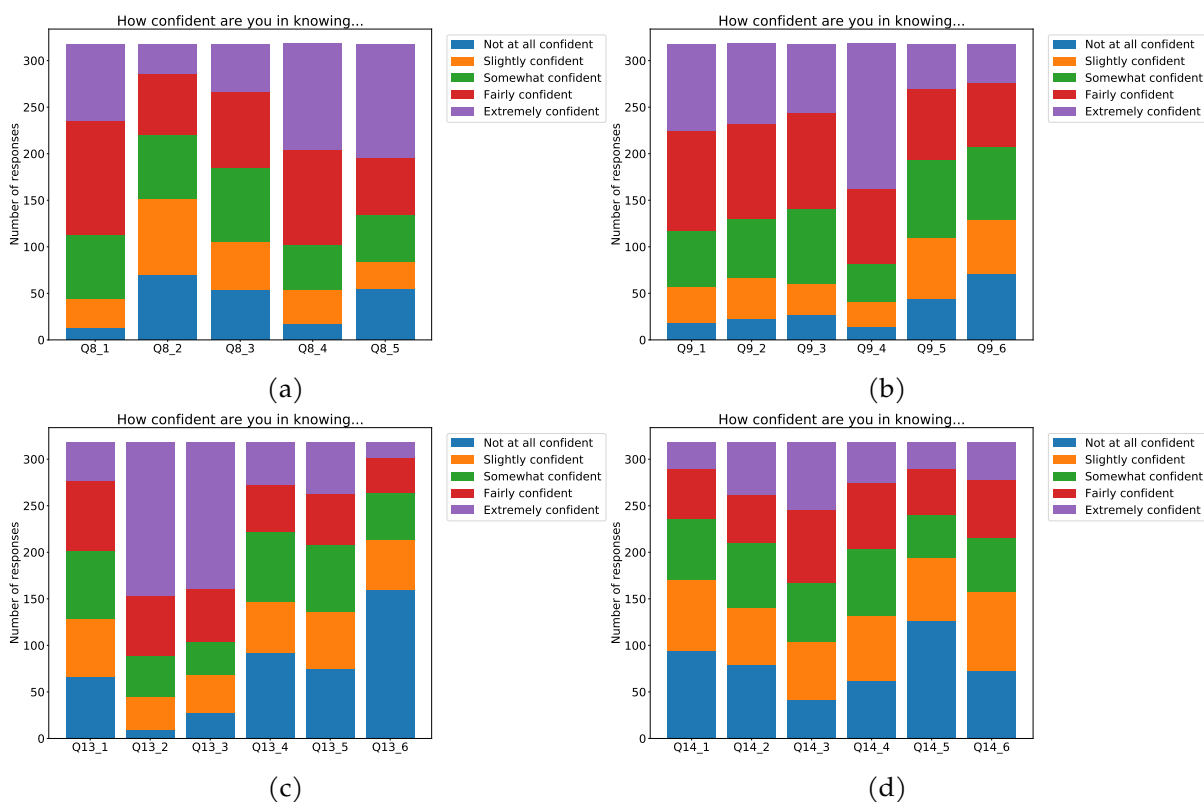 How confident are you in knowing...
Number of responses
300
250
200
150
100
50
0
Q8_1 Q8_2 Q8_3 Q8_4 Q8_5
Not at all confident
Slightly confident
Somewhat confident
Fairly confident
Extremely confident
(a)
How confident are you in knowing...
Number of responses
300
250
200
150
100
50
0
Q9_1 Q9_2 Q9_3 Q9_4 Q9_5 Q9_6
Not at all confident
Slightly confident
Somewhat confident
Fairly confident
Extremely confident
(b)
How confident are you in knowing...
Number of responses
300
250
200
150
100
50
0
Q13_1 Q13_2 Q13_3 Q13_4 Q13_5 Q13_6
Not at all confident
Slightly confident
Somewhat confident
Fairly confident
Extremely confident
(c)
How confident are you in knowing...
Number of responses
300
250
200
150
100
50
0
Q14_1 Q14_2 Q14_3 Q14_4 Q14_5 Q14_6
Not at all confident
Slightly confident
Somewhat confident
Fairly confident
Extremely confident
(d)